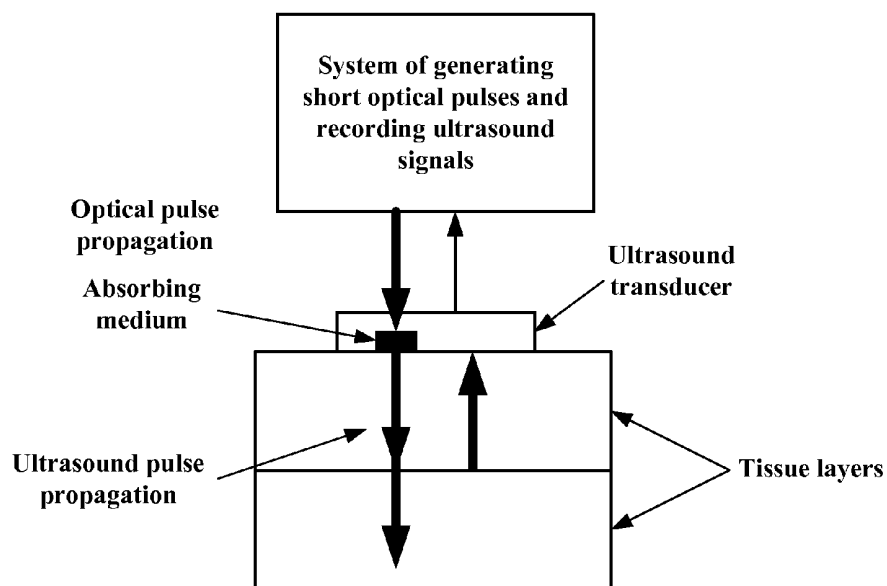 System of generating
short optical pulses and
recording ultrasound
signals
Optical pulse
propagation
Ultrasound
transducer
Absorbing
medium
Ultrasound pulse
propagation
Tissue layers